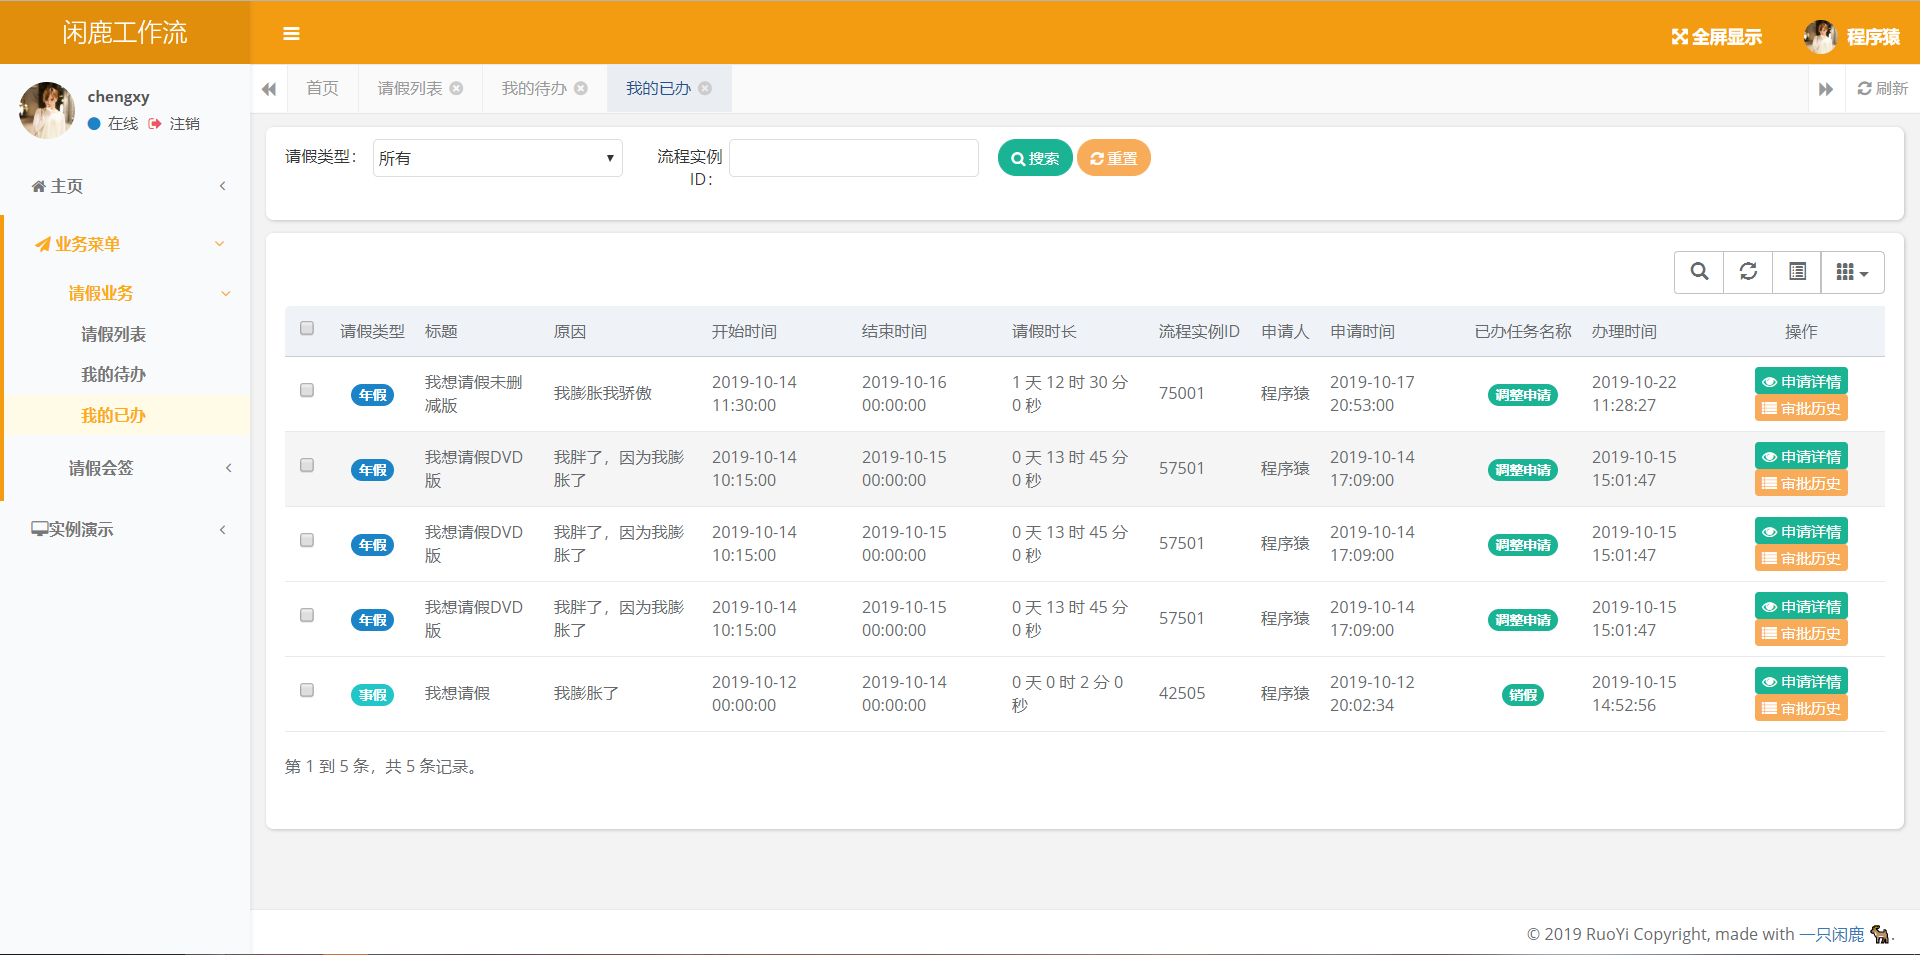 闲鹿工作流
全屏显示
程序猿
chengxy
在线 注销
首页 请假列表 我的待办 我的已办 刷新
主页
业务菜单
请假业务
请假列表
我的待办
我的已办
请假会签
实例演示
请假类型： 所有 流程实例ID： 搜索 重置
请假类型 标题 原因 开始时间 结束时间 请假时长 流程实例ID 申请人 申请时间 已办任务名称 办理时间 操作
年假 我想请假未删减版 我膨胀我骄傲 2019-10-14 11:30:00 2019-10-16 00:00:00 1 天 12 时 30 分 0 秒 75001 程序猿 2019-10-17 20:53:00 调整申请 2019-10-22 11:28:27 申请详情 审批历史
年假 我想请假DVD版 我胖了，因为我膨胀了 2019-10-14 10:15:00 2019-10-15 00:00:00 0 天 13 时 45 分 0 秒 57501 程序猿 2019-10-14 17:09:00 调整申请 2019-10-15 15:01:47 申请详情 审批历史
年假 我想请假DVD版 我胖了，因为我膨胀了 2019-10-14 10:15:00 2019-10-15 00:00:00 0 天 13 时 45 分 0 秒 57501 程序猿 2019-10-14 17:09:00 调整申请 2019-10-15 15:01:47 申请详情 审批历史
年假 我想请假DVD版 我胖了，因为我膨胀了 2019-10-14 10:15:00 2019-10-15 00:00:00 0 天 13 时 45 分 0 秒 57501 程序猿 2019-10-14 17:09:00 调整申请 2019-10-15 15:01:47 申请详情 审批历史
事假 我想请假 我膨胀了 2019-10-12 00:00:00 2019-10-14 00:00:00 0 天 0 时 2 分 0 秒 42505 程序猿 2019-10-12 20:02:34 销假 2019-10-15 14:52:56 申请详情 审批历史
第 1 到 5 条，共 5 条记录。
© 2019 RuoYi Copyright, made with 一只闲鹿 .